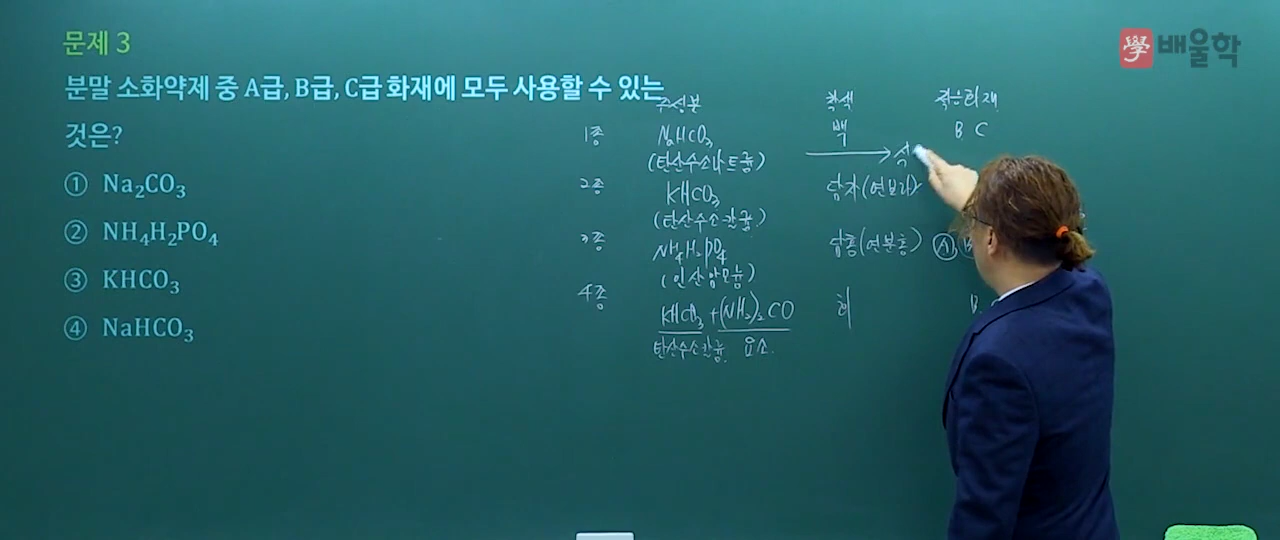 學 배울학
문제 3
분말 소화약제 중 A급, B급, C급 화재에 모두 사용할 수 있는
것은?
① Na₂CO₃
② NH₄H₂PO₄
③ KHCO₃
④ NaHCO₃
주성분 착색 적응화재
1종 NaHCO₃ 백 B C
(탄산수소나트륨)
2종 KHCO₃ 담자(연보라)
(탄산수소칼륨)
3종 NH₄H₂PO₄ 담홍(연분홍) A B
(인산암모늄)
4종 KHCO₃ + (NH₂)₂CO 회 B
탄산수소칼륨 요소